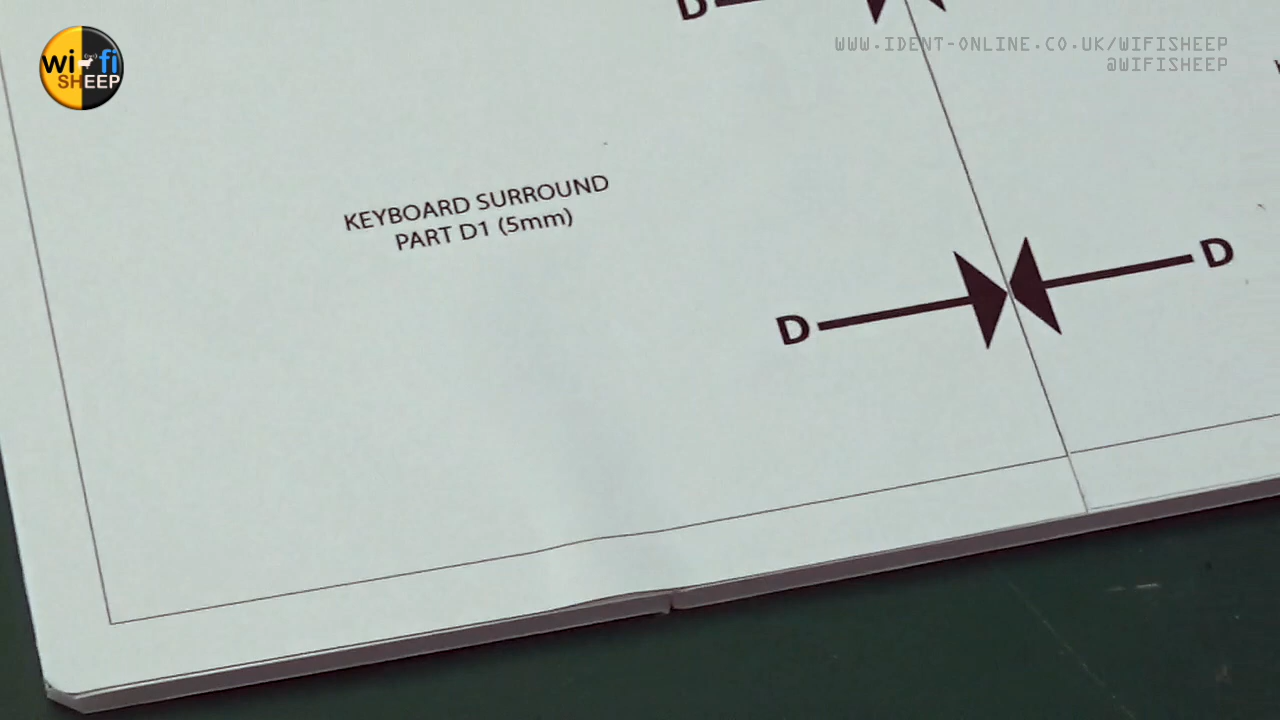 D
WWW.IDENT-ONLINE.CO.UK/WIFISHEEP
@WIFISHEEP
wi-fi
SHEEP
KEYBOARD SURROUND
PART D1 (5mm)
D
D